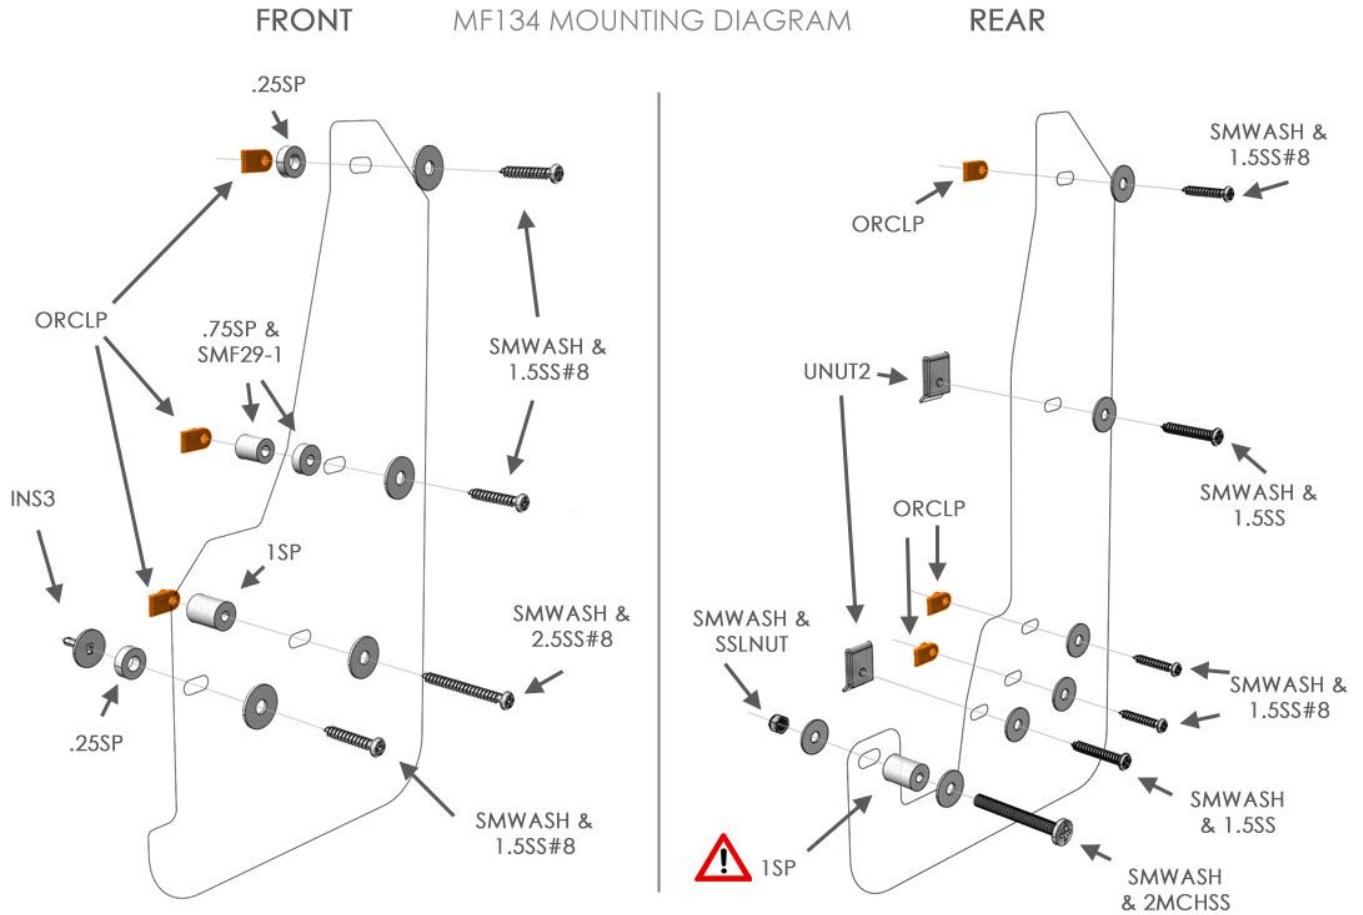 FRONT
MF134 MOUNTING DIAGRAM
REAR
.25SP
ORCLP
.75SP &
SMF29-1
SMWASH &
1.5SS#8
INS3
1SP
SMWASH &
2.5SS#8
.25SP
SMWASH &
1.5SS#8
SMWASH &
1.5SS#8
ORCLP
UNUT2
SMWASH &
1.5SS
ORCLP
SMWASH &
SSLNUT
SMWASH &
1.5SS#8
SMWASH
& 1.5SS
!
1SP
SMWASH
& 2MCHSS